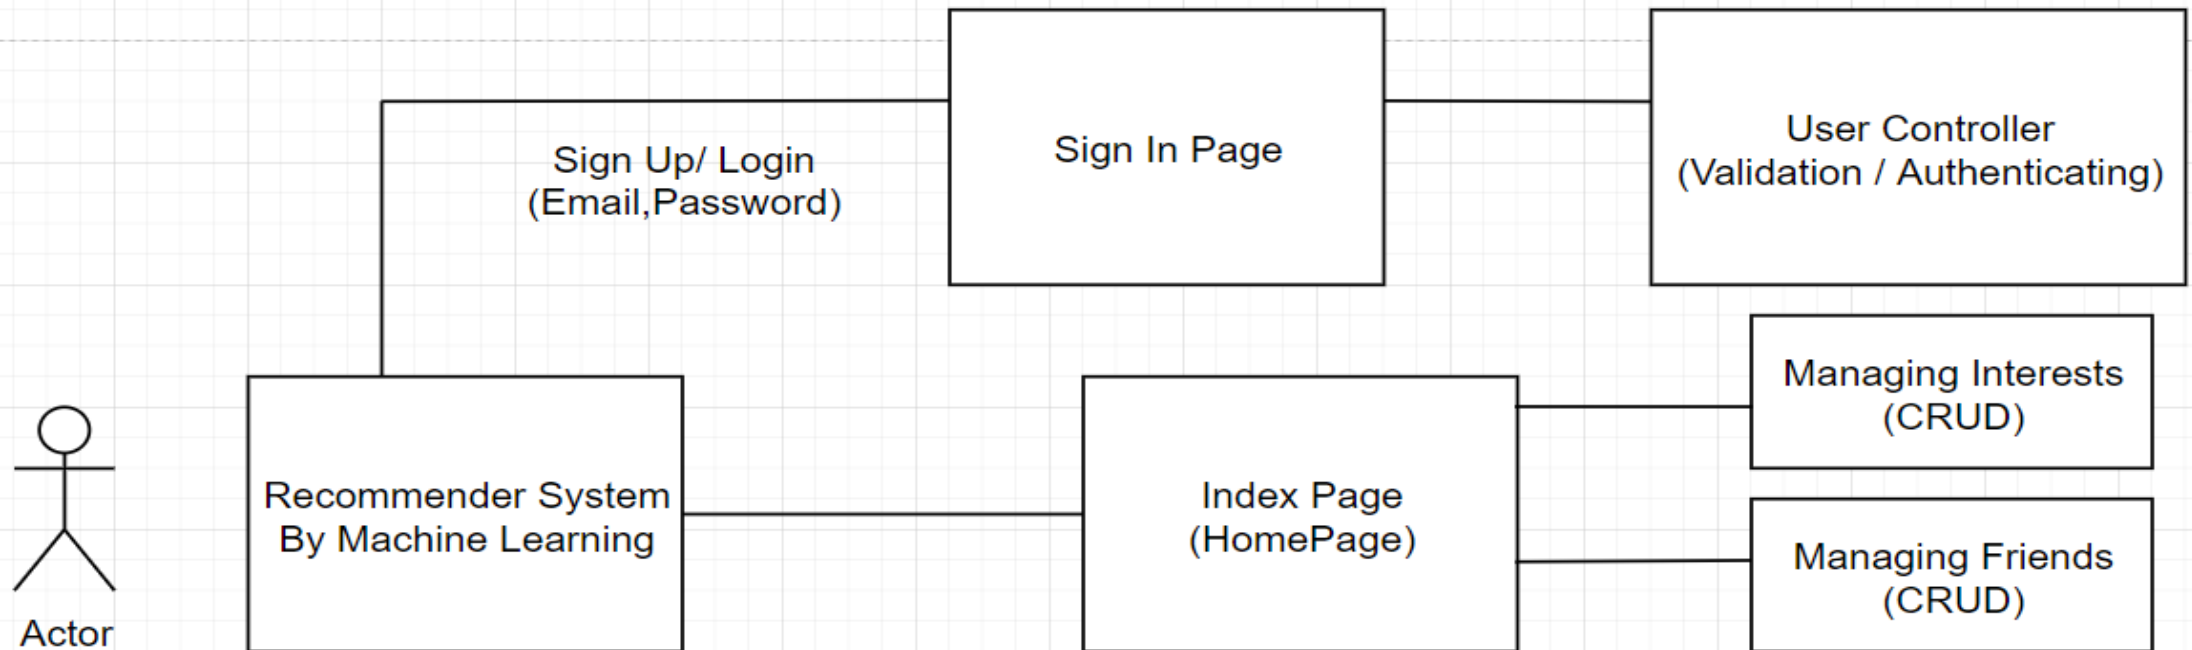 Sign Up/ Login
(Email,Password)
Sign In Page
User Controller
(Validation / Authenticating)
Actor
Recommender System
By Machine Learning
Index Page
(HomePage)
Managing Interests
(CRUD)
Managing Friends
(CRUD)